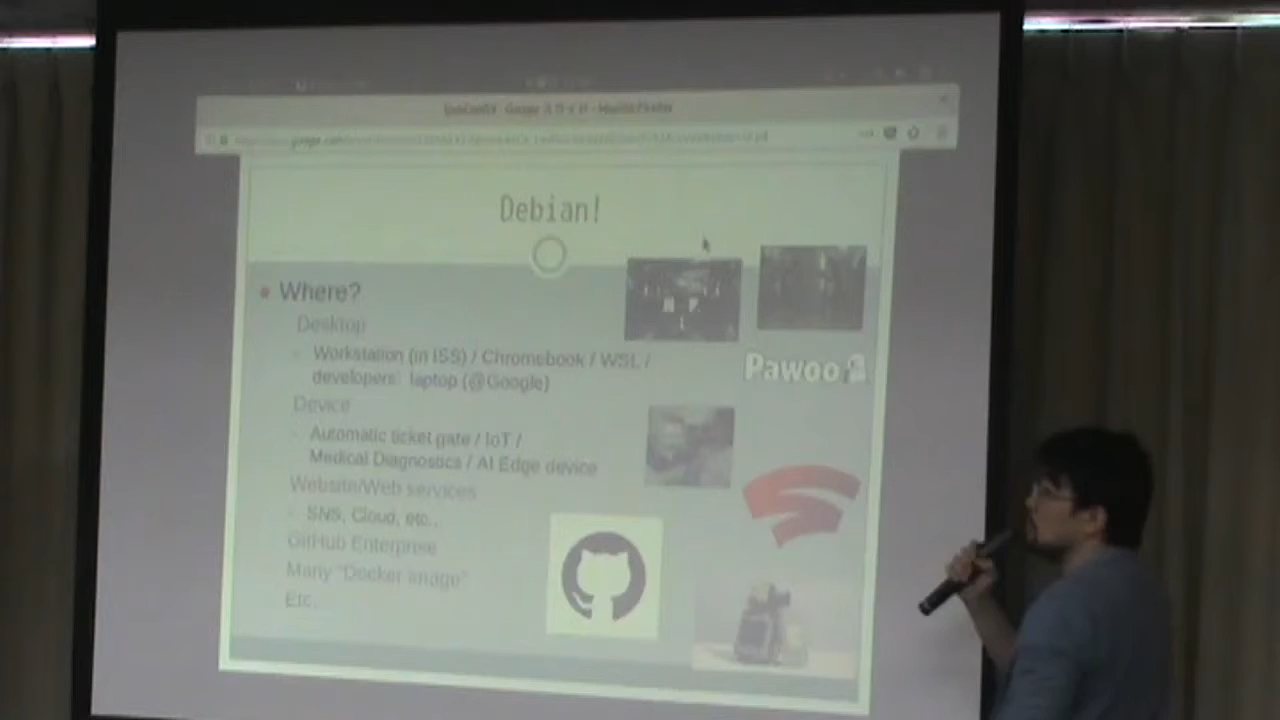 Debian!
Where?
Desktop
Workstation (in ISS) / Chromebook / WSL /
developers' laptop (@Google)
Device
Automatic ticket gate / IoT /
Medical Diagnostics / AI Edge device
Website/Web services
SNS, Cloud, etc..
GitHub Enterprise
Many "Docker image"
Etc.
Pawoo